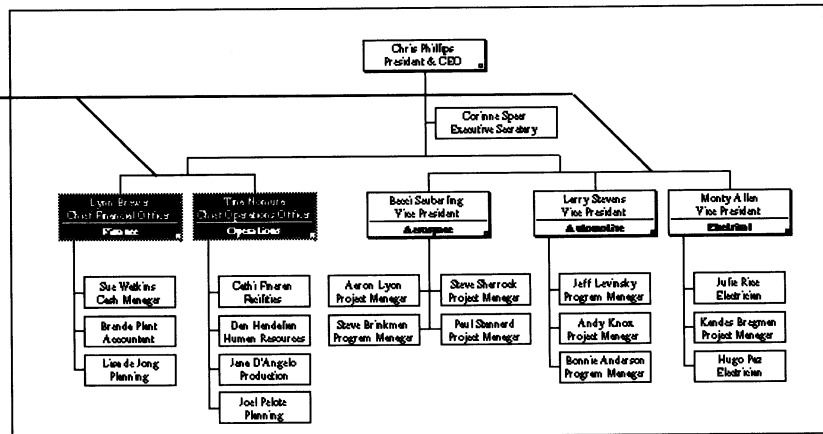 Chris Phillips
President & CEO
Corinne Speer
Executive Secretary
Lynn Brewer
Chief Financial Officer
Finance
Tina Nomura
Chief Operations Officer
Operations
Becci Sauberling
Vice President
Aerospace
Larry Stevens
Vice President
Automotive
Monty Allen
Vice President
Electrical
Sue Watkins
Cash Manager
Brande Plant
Accountant
Lisa de Jong
Planning
Cathi Fineran
Facilities
Dan Hendelien
Human Resources
Jane D'Angelo
Production
Joel Pelote
Planning
Aaron Lyon
Project Manager
Steve Brinkman
Program Manager
Steve Sherrock
Project Manager
Paul Stannard
Project Manager
Jeff Levinsky
Program Manager
Andy Knox
Project Manager
Bonnie Anderson
Program Manager
Julie Rice
Electrician
Kandas Bregman
Project Manager
Hugo Paz
Electrician